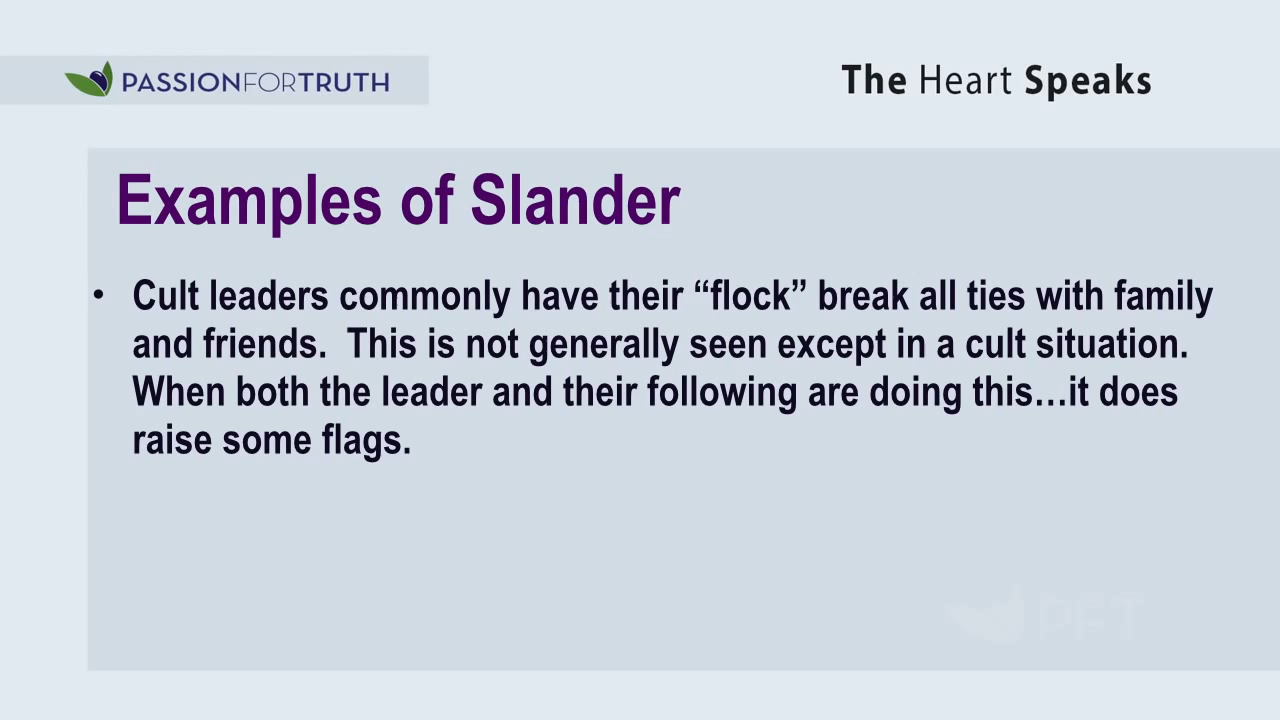 PASSIONFORTRUTH
The Heart Speaks
Examples of Slander
• Cult leaders commonly have their “flock” break all ties with family
and friends.  This is not generally seen except in a cult situation.
When both the leader and their following are doing this…it does
raise some flags.
PFT